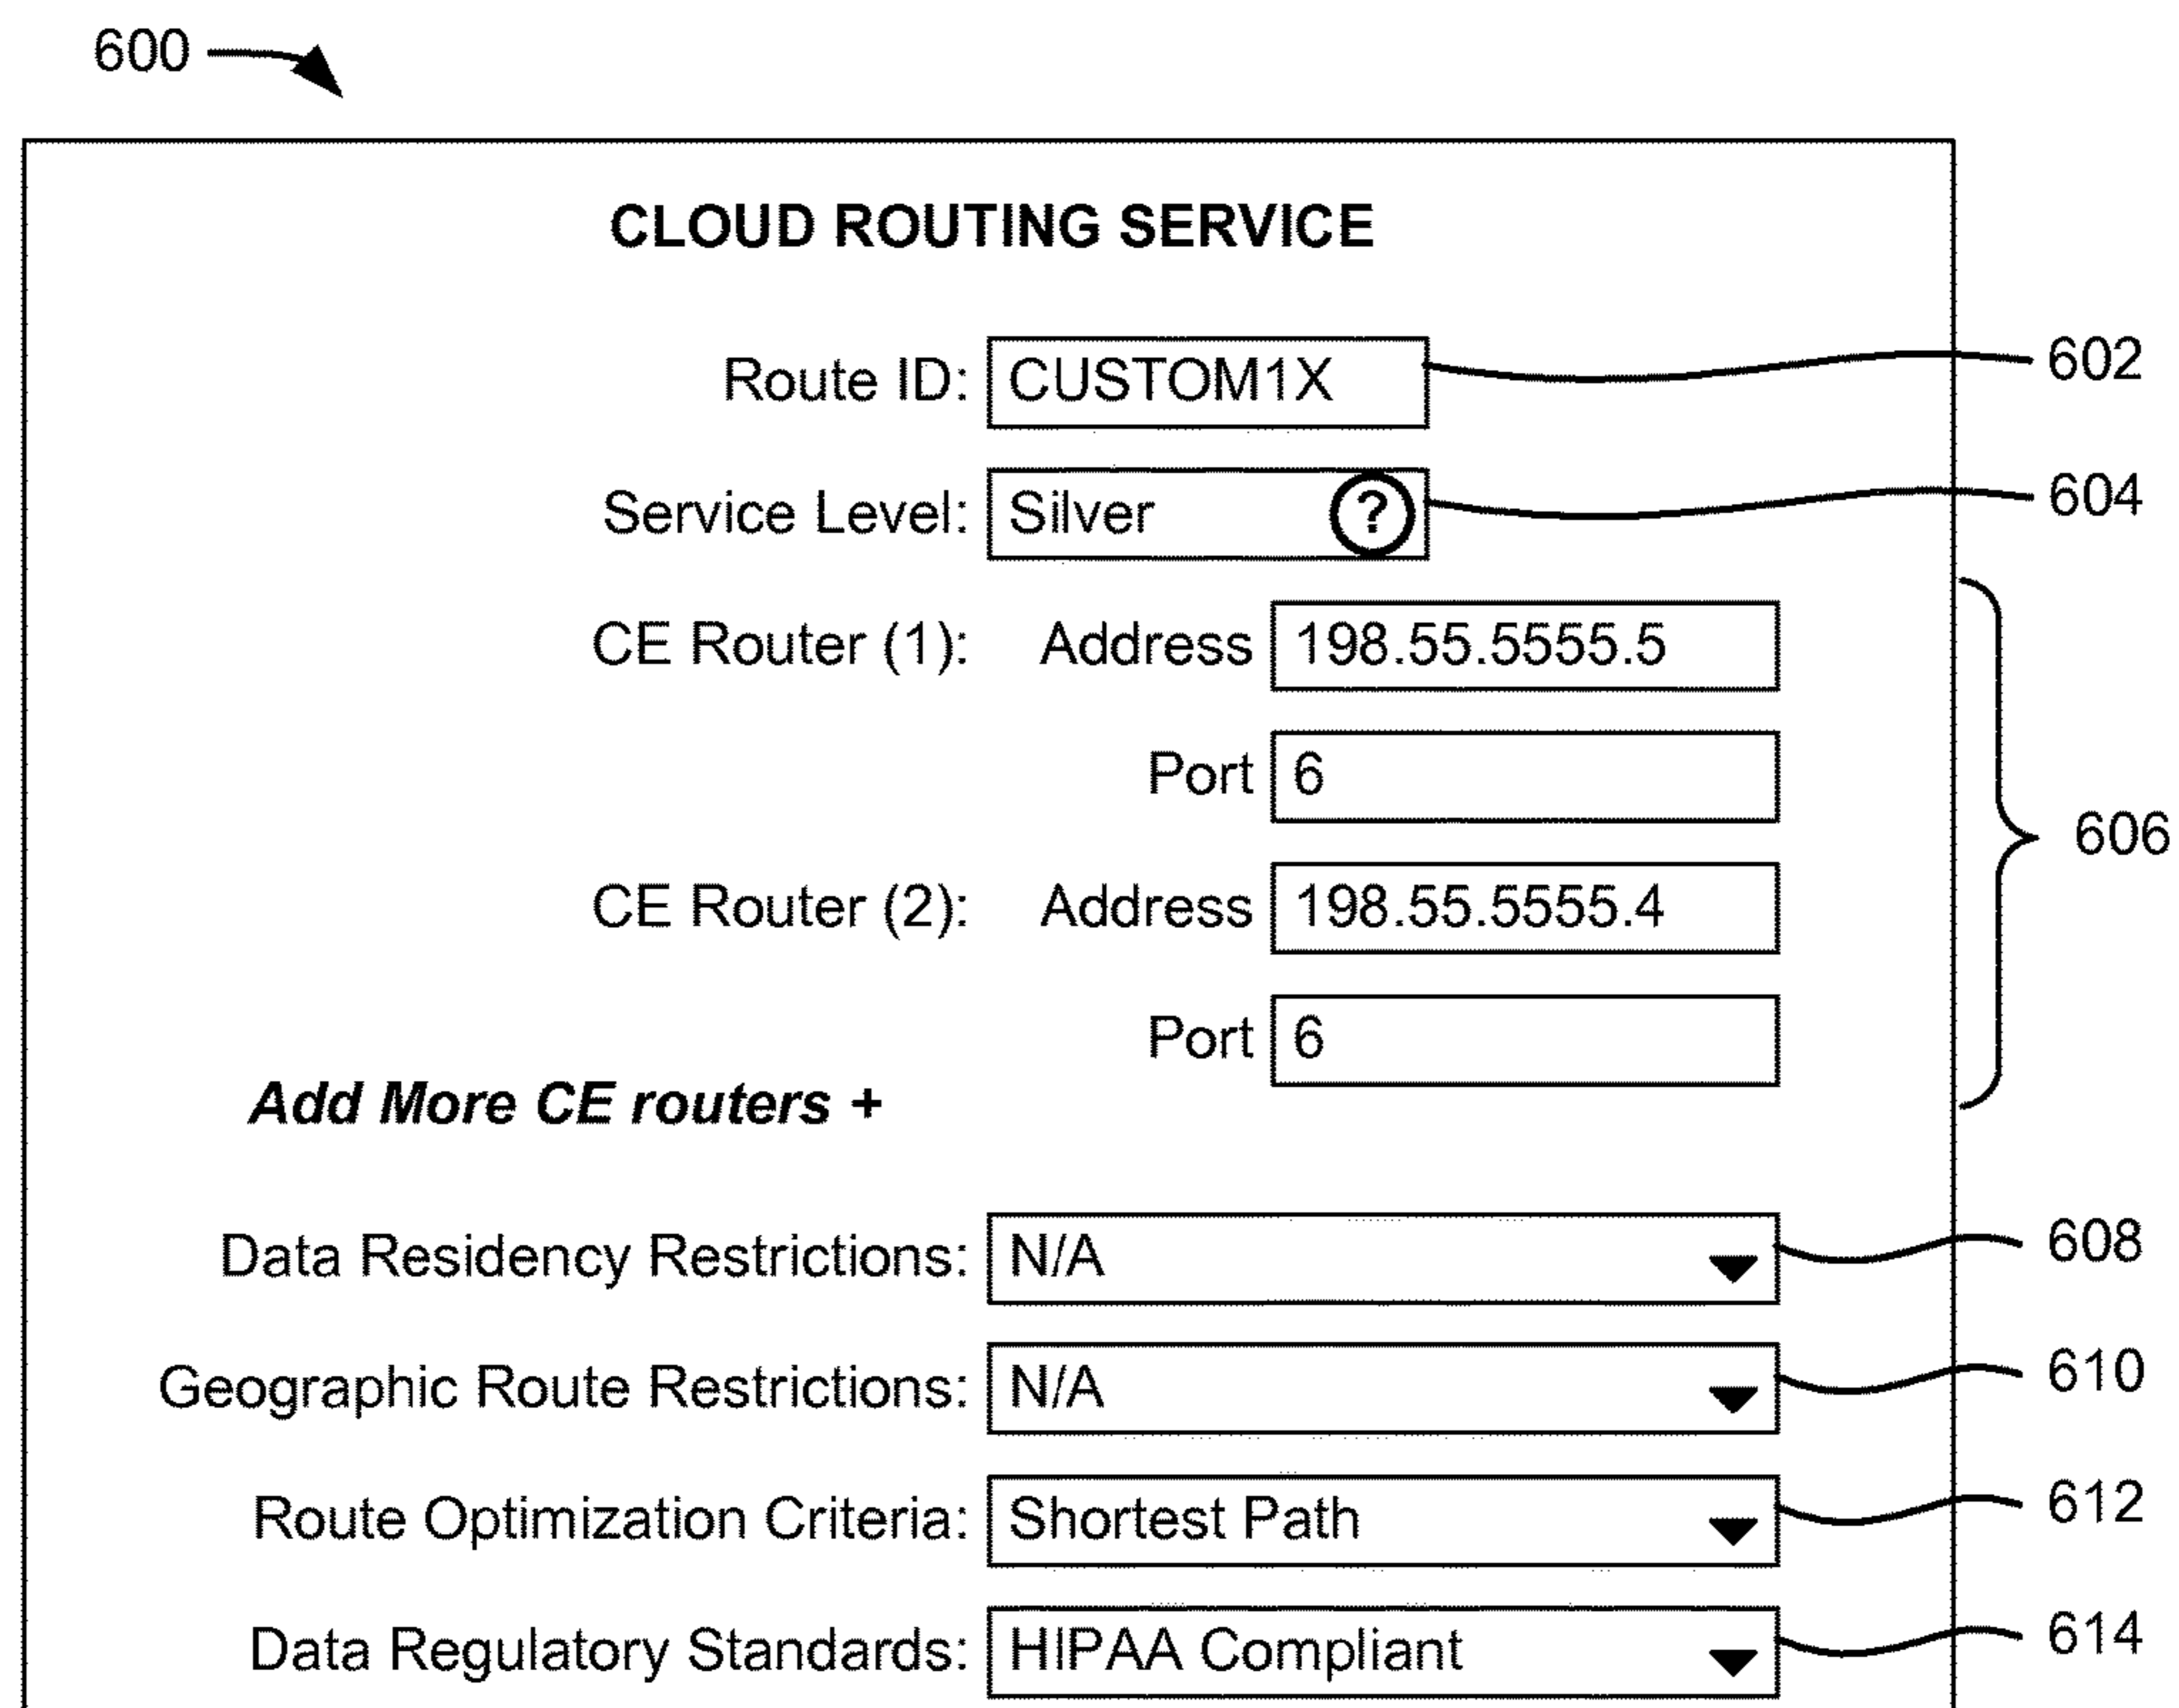 600
CLOUD ROUTING SERVICE
Route ID: CUSTOM1X 602
Service Level: Silver ? 604
CE Router (1): Address 198.55.5555.5
Port 6
606
CE Router (2): Address 198.55.5555.4
Port 6
Add More CE routers +
Data Residency Restrictions: N/A 608
Geographic Route Restrictions: N/A 610
Route Optimization Criteria: Shortest Path 612
Data Regulatory Standards: HIPAA Compliant 614